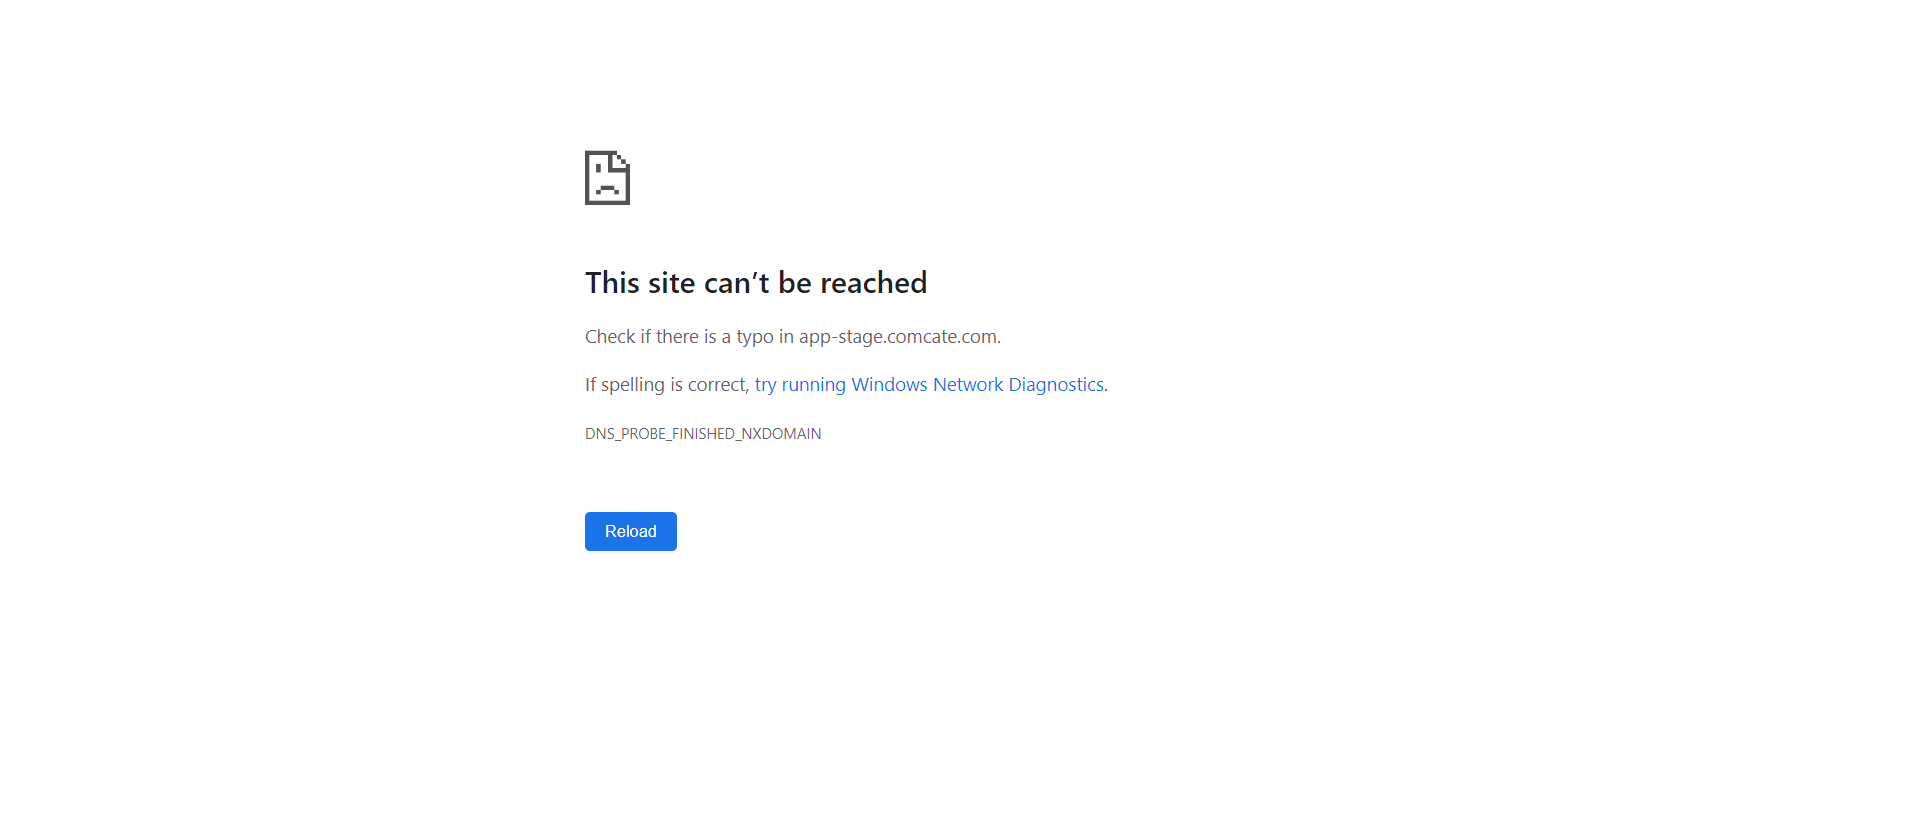 This site can’t be reached
Check if there is a typo in app-stage.comcate.com.
If spelling is correct, try running Windows Network Diagnostics.
DNS_PROBE_FINISHED_NXDOMAIN
Reload